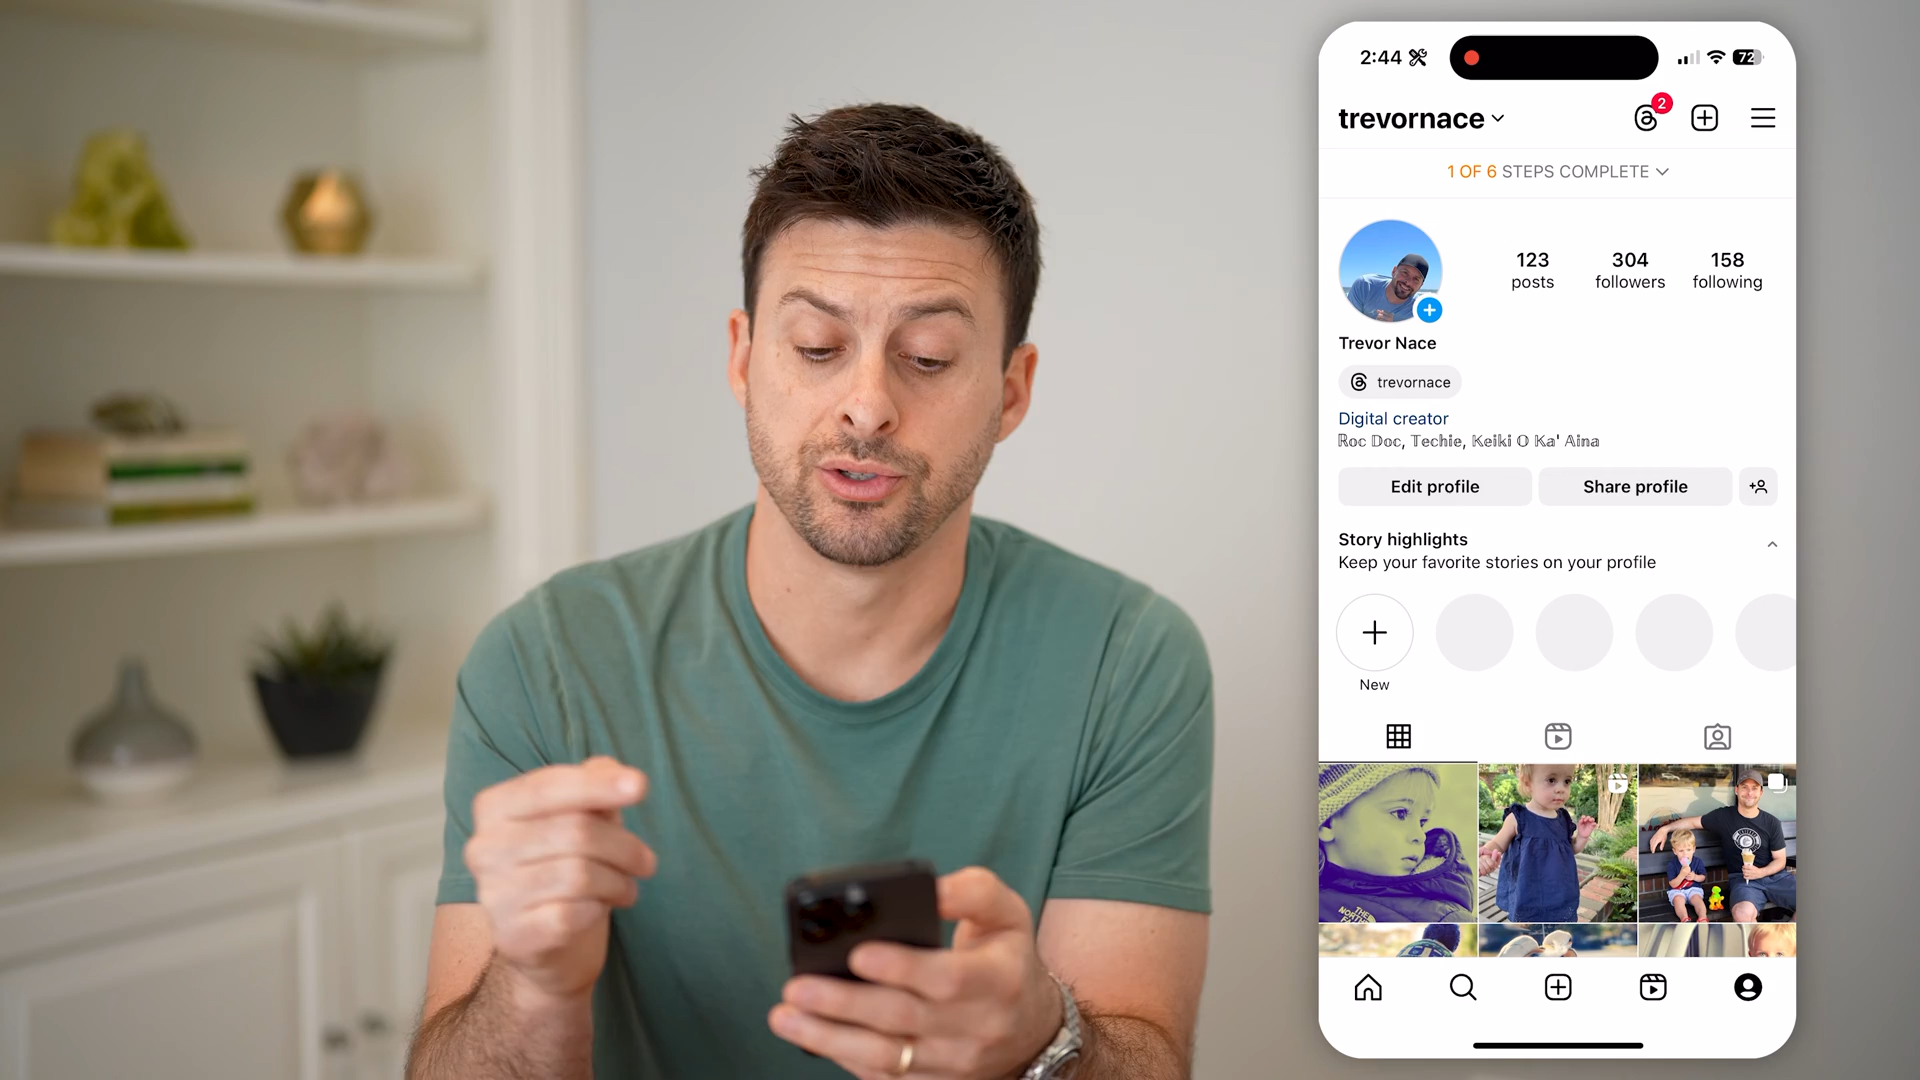 2:44
72
trevornace
2
1 OF 6 STEPS COMPLETE
123 304 158
posts followers following
Trevor Nace
trevornace
Digital creator
Roc Doc, Techie, Keiki O Ka' Aina
Edit profile
Share profile
Story highlights
Keep your favorite stories on your profile
New
THE
NORTH